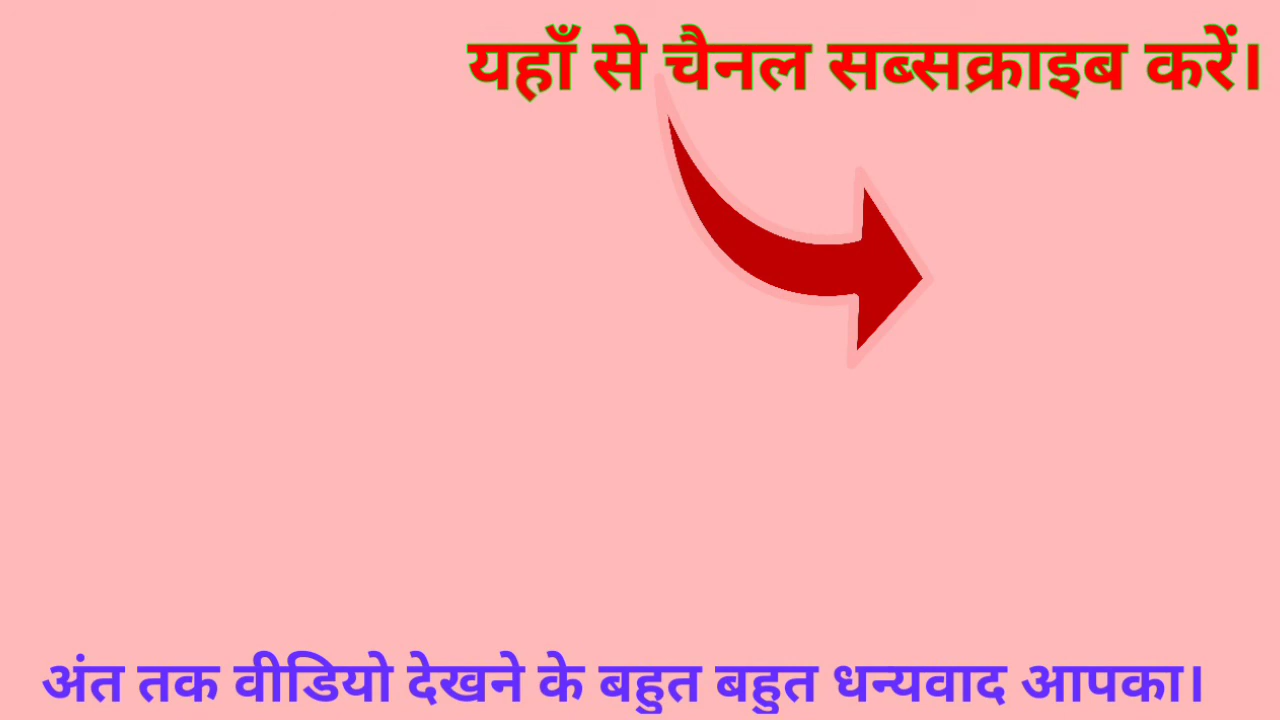 यहाँ से चैनल सब्सक्राइब करें।
अंत तक वीडियो देखने के बहुत बहुत धन्यवाद आपका।